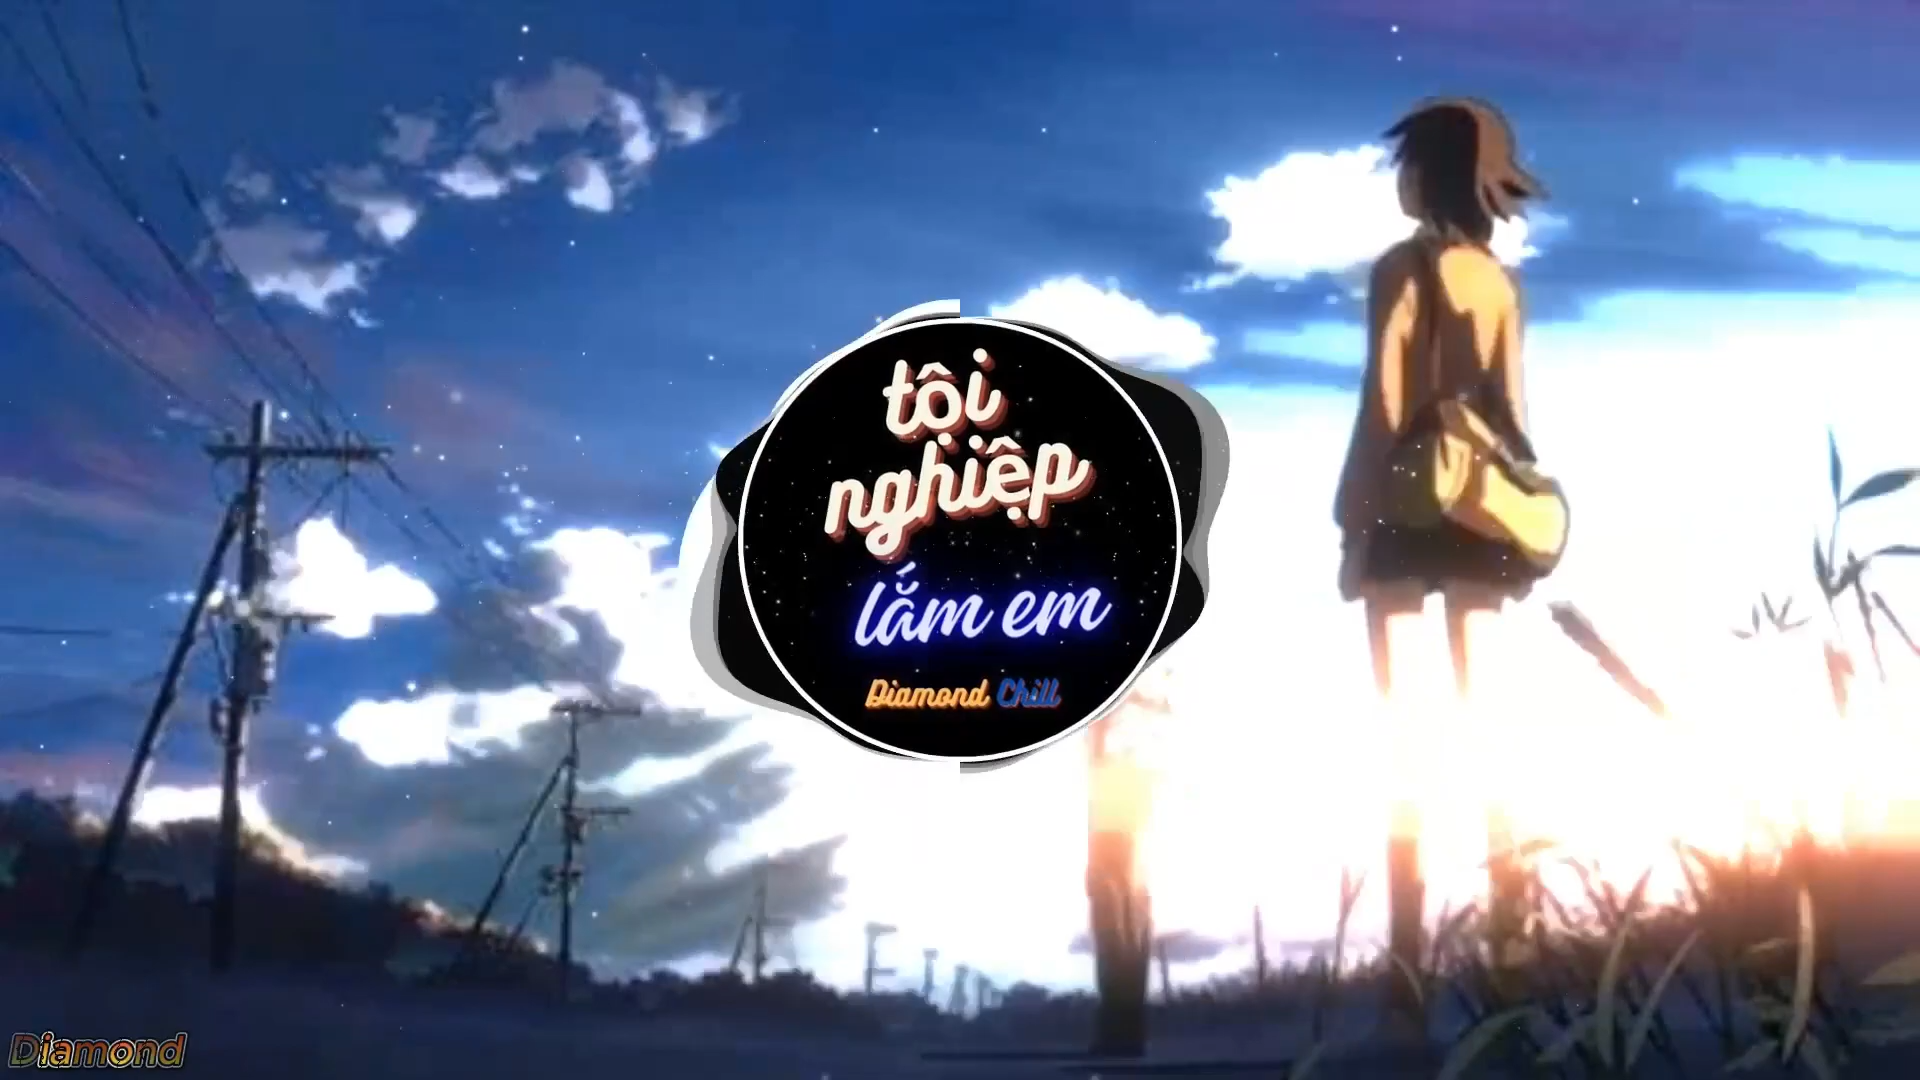 tội
nghiệp
lắm em
Diamond Chill
Diamond